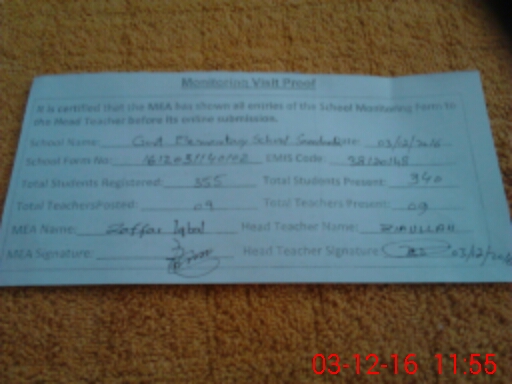 Monitoring Visit Proof
It is certified that the MEA has shown all entries of the School Monitoring Form to
the Head Teacher before its online submission.
School Name: Govt Elementary School Date: 03/12/2016
School Form No: EMIS Code:
Total Students Registered: 355 Total Students Present: 340
Total TeachersPosted: 09 Total Teachers Present: 09
MEA Name: Zaffar Iqbal Head Teacher Name: ZIAULLAH
MEA Signature: Head Teacher Signature: 03/12/2016
03-12-16 11:55